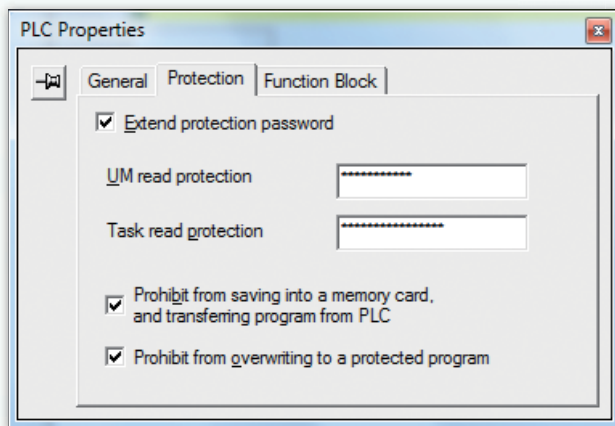 PLC Properties
x
General Protection Function Block
Extend protection password
UM read protection ***********
Task read protection ****************
Prohibit from saving into a memory card,
and transferring program from PLC
Prohibit from overwriting to a protected program